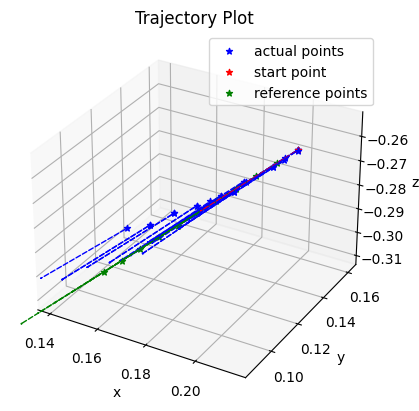 Trajectory Plot
actual points
start point
reference points
−0.26
−0.27
−0.28
z
−0.29
−0.30
−0.31
0.16
0.14
y
0.12
0.10
0.14
0.16
x
0.18
0.20